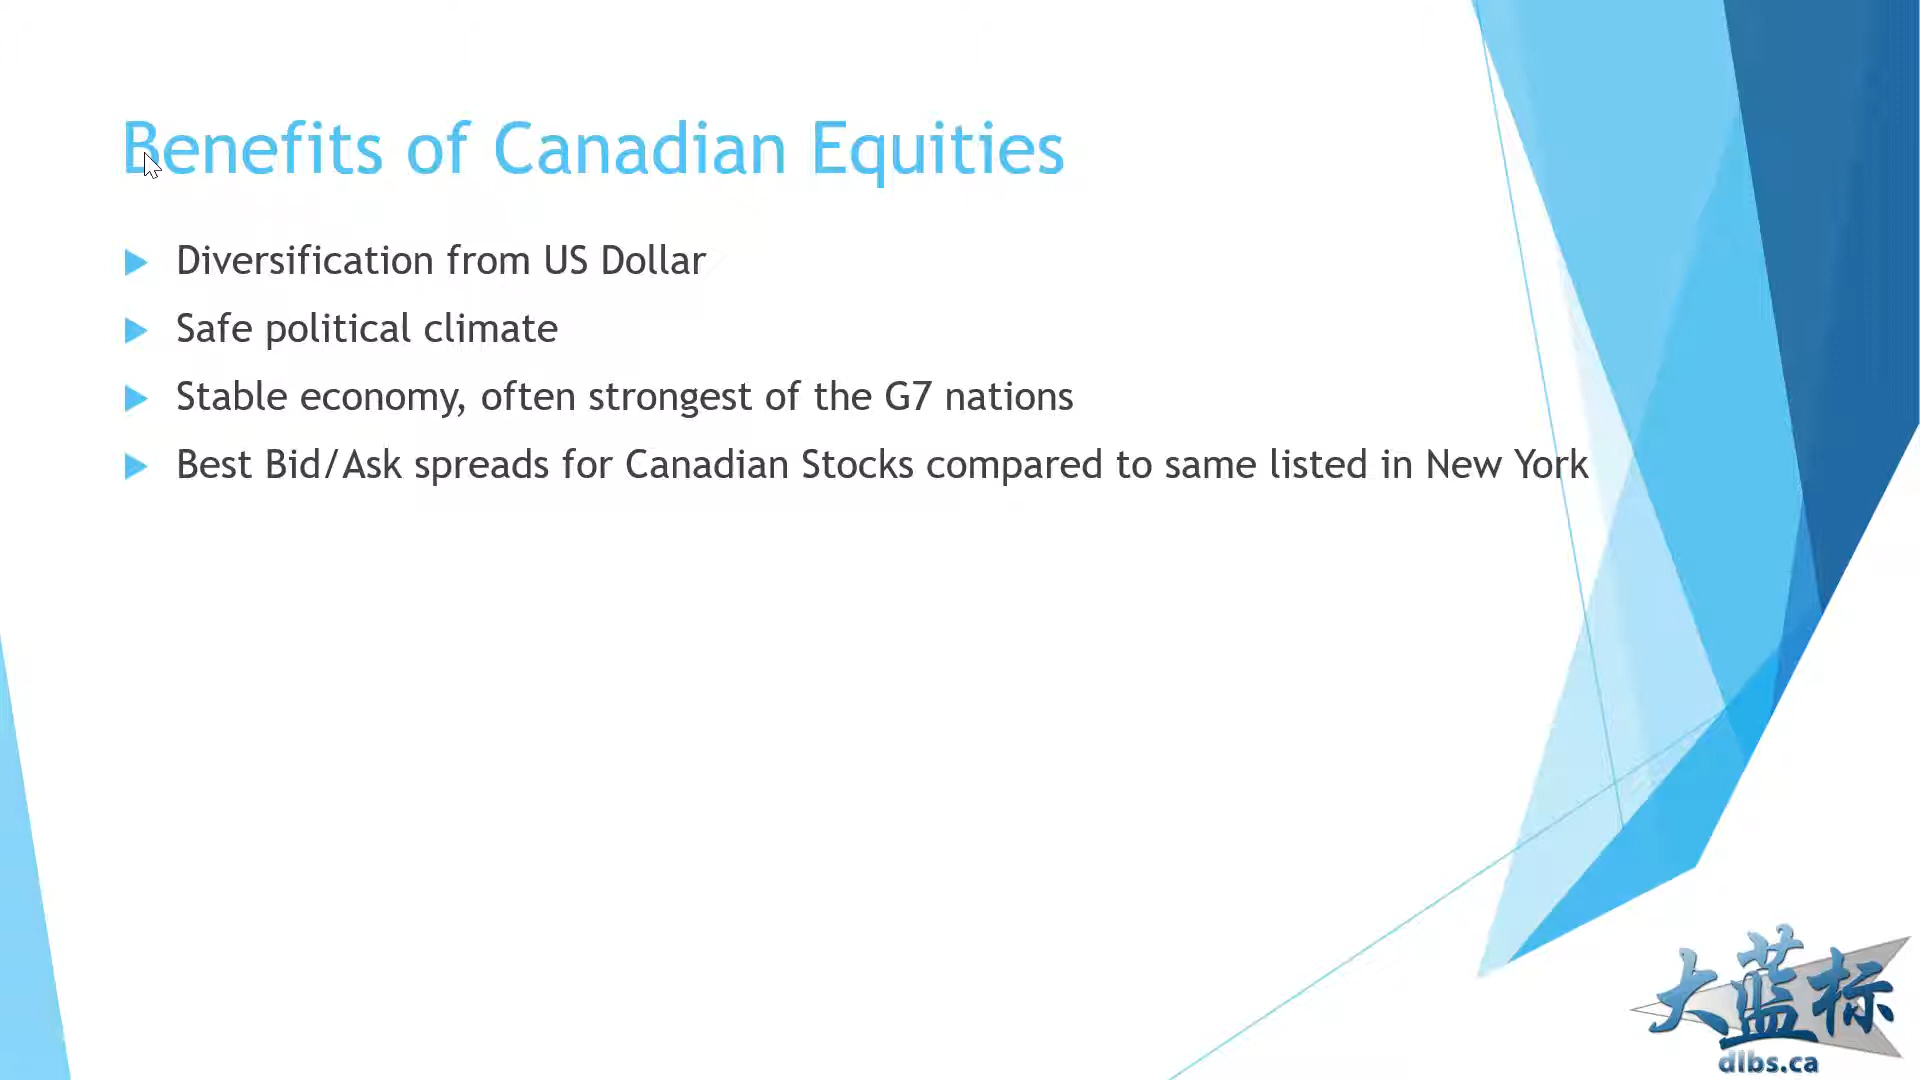 Benefits of Canadian Equities
Diversification from US Dollar
Safe political climate
Stable economy, often strongest of the G7 nations
Best Bid/Ask spreads for Canadian Stocks compared to same listed in New York
大蓝标
dlbs.ca